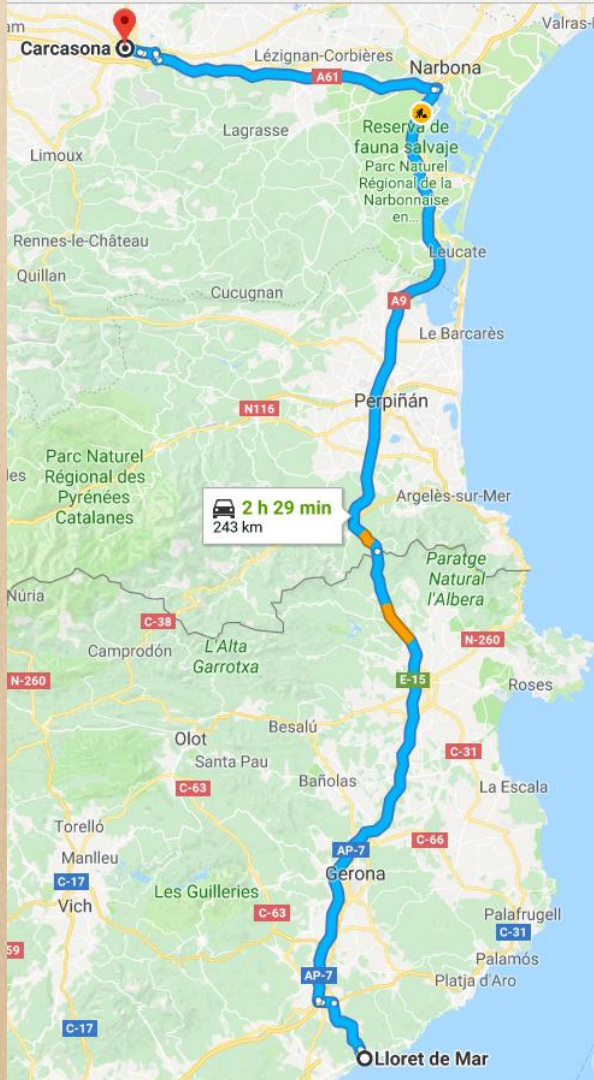 am
Valras-
Carcasona
Lézignan-Corbières
Narbona
A61
Lagrasse
Reserva de
fauna salvaje
Limoux
Parc Naturel
Régional de la
Narbonnaise
en...
Rennes-le-Château
Leucate
Quillan
Cucugnan
A9
Le Barcarès
Perpiñán
N116
Parc Naturel
Régional des
Pyrénées
Catalanes
les
Argelès-sur-Mer
2 h 29 min
243 km
Paratge
Natural
l'Albera
Núria
C-38
N-260
Camprodón
L'Alta
Garrotxa
N-260
E-15
Roses
Besalú
Olot
C-31
Santa Pau
Bañolas
C-63
La Escala
Torelló
C-66
Manlleu
AP-7
Gerona
C-17
Les Guilleries
Vich
C-63
Palafrugell
C-31
59
Palamós
AP-7
Platja d'Aro
C-17
Lloret de Mar